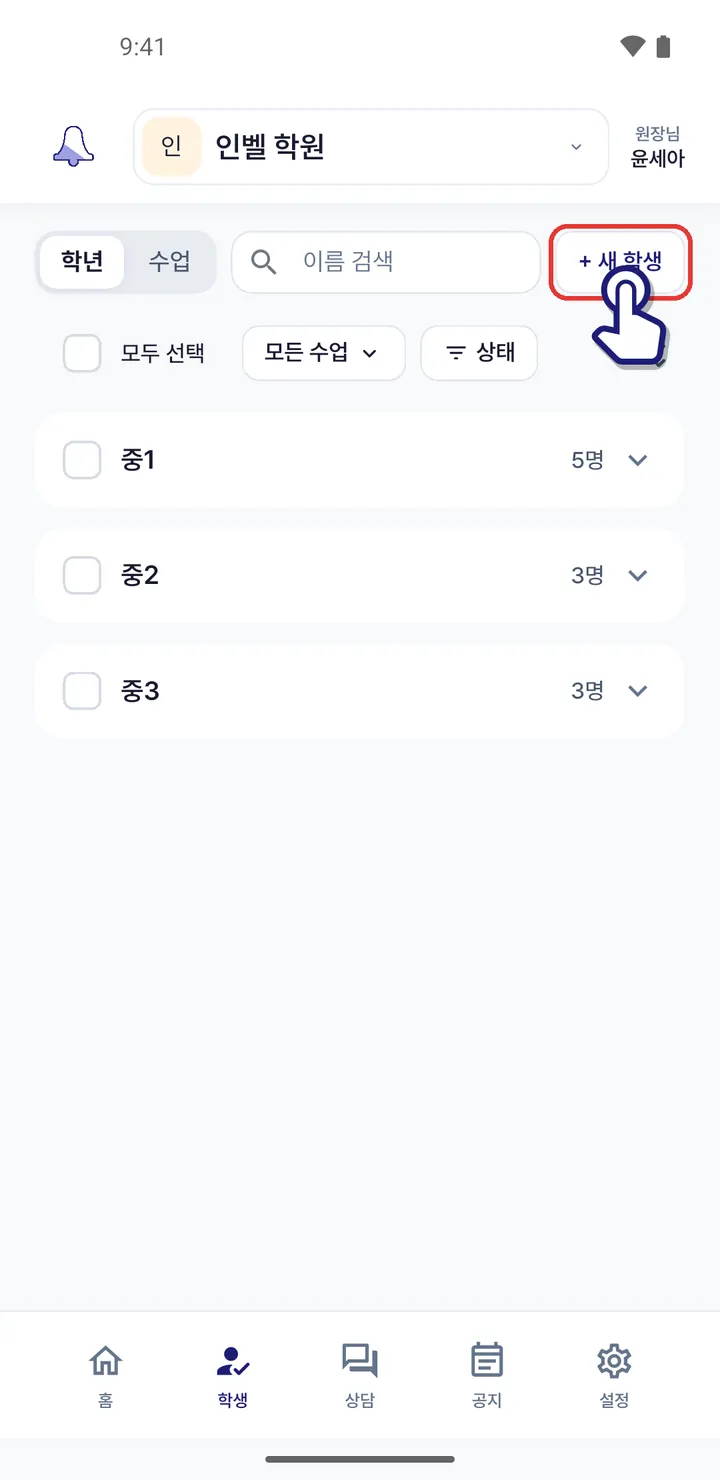 9:41
인 인벨 학원
원장님
윤세아
학년 수업 이름 검색 + 새 학생
모두 선택 모든 수업 상태
중1 5명
중2 3명
중3 3명
홈 학생 상담 공지 설정